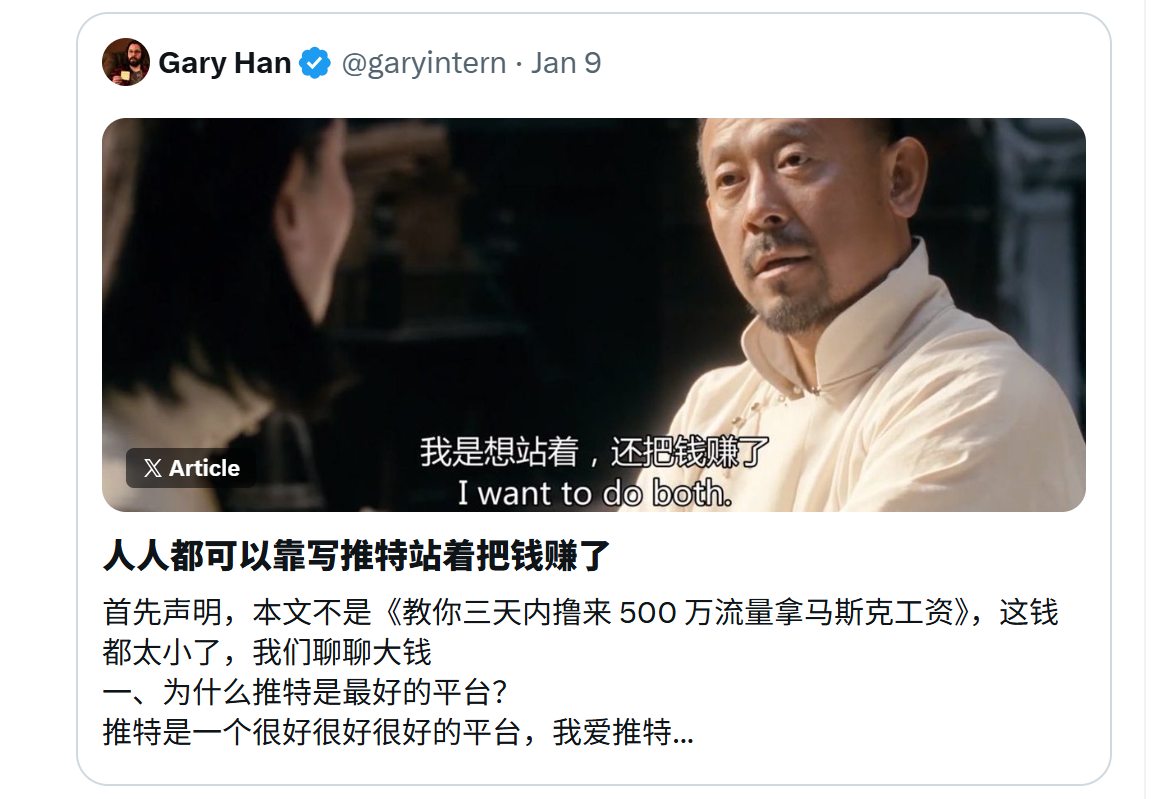 Gary Han @garyintern · Jan 9
我是想站着，还把钱赚了
I want to do both.
X Article
人人都可以靠写推特站着把钱赚了
首先声明，本文不是《教你三天内撸来 500 万流量拿马斯克工资》，这钱
都太小了，我们聊聊大钱
一、为什么推特是最好的平台？
推特是一个很好很好很好的平台，我爱推特...